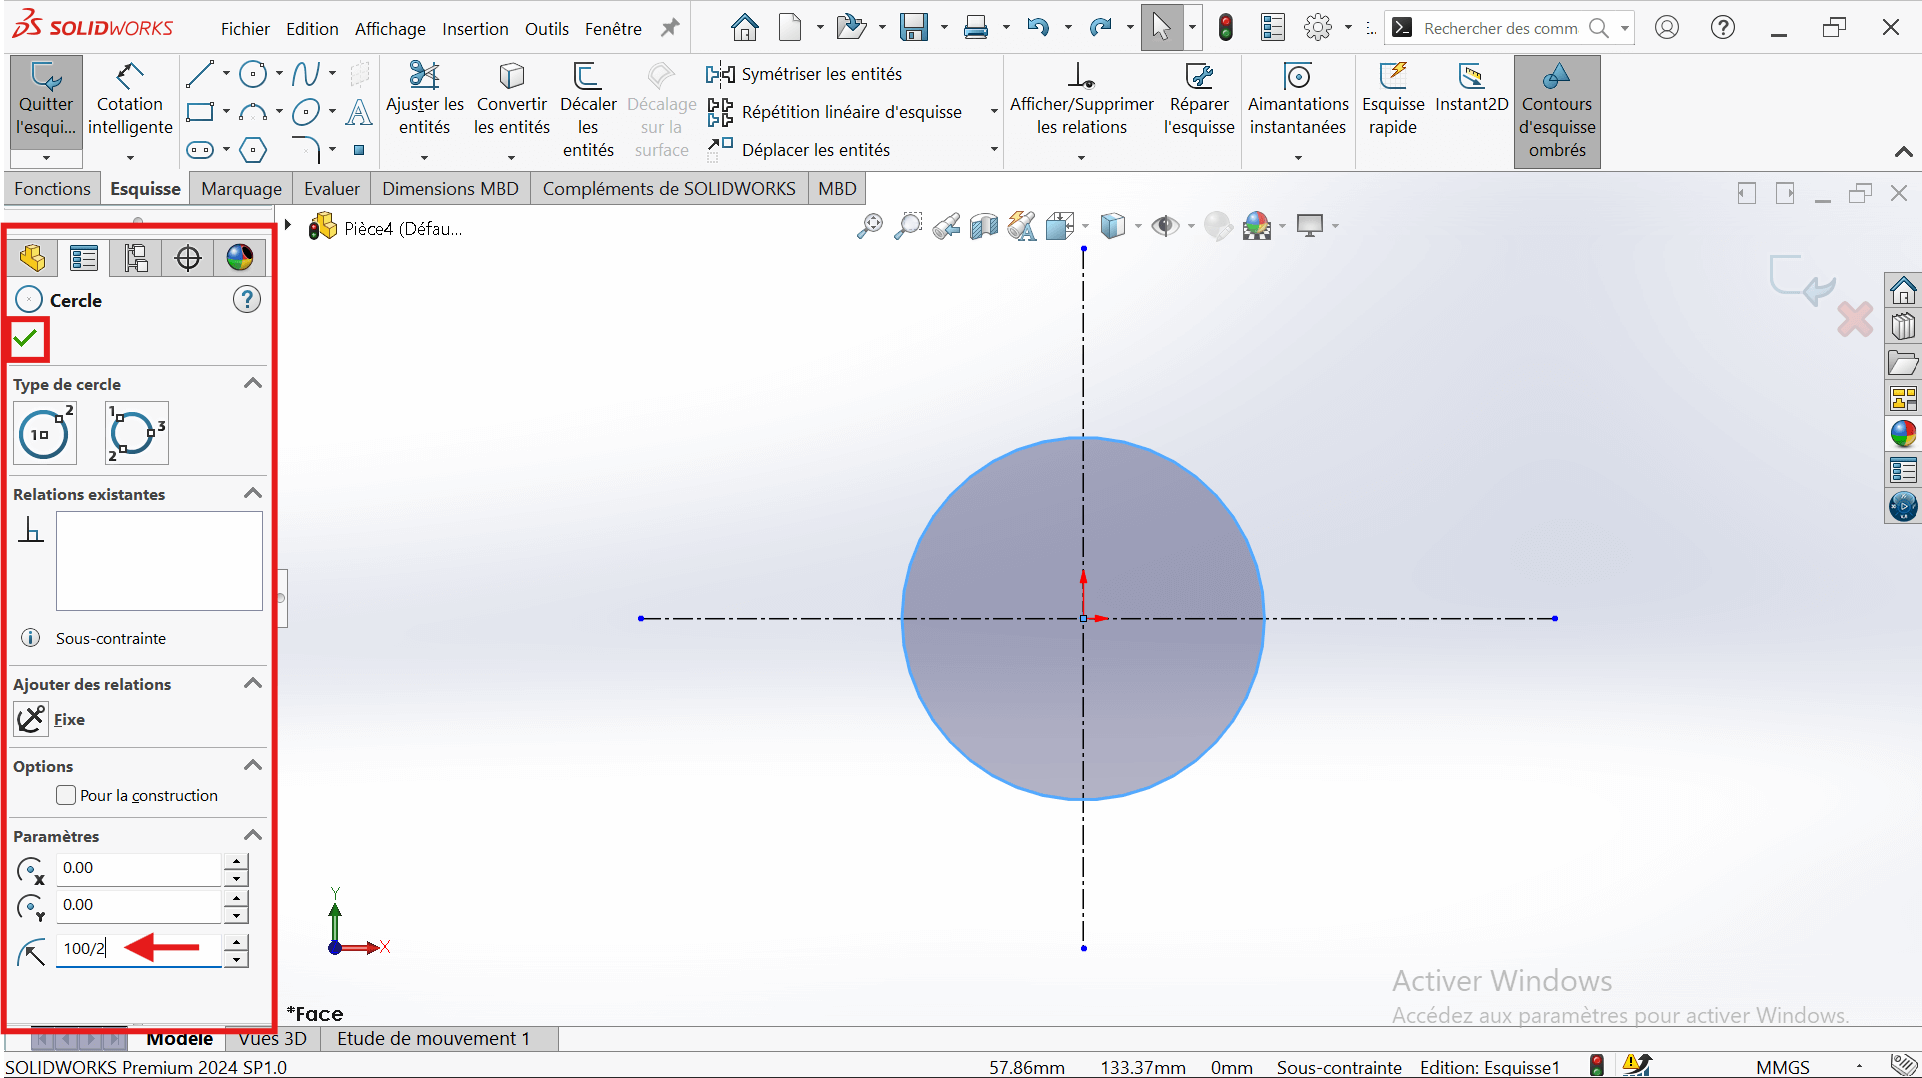 SOLIDWORKS
Fichier Edition Affichage Insertion Outils Fenêtre
Rechercher des comm
Quitter l'esqui...
Cotation intelligente
Ajuster les entités
Convertir les entités
Décaler les entités
Décalage sur la surface
Symétriser les entités
Répétition linéaire d'esquisse
Déplacer les entités
Afficher/Supprimer les relations
Réparer l'esquisse
Aimantations instantanées
Esquisse rapide
Instant2D
Contours d'esquisse ombrés
Fonctions Esquisse Marquage Evaluer Dimensions MBD Compléments de SOLIDWORKS MBD
Pièce4 (Défau...
Cercle
Type de cercle
1 2
1 2 3
Relations existantes
Sous-contrainte
Ajouter des relations
Fixe
Options
Pour la construction
Paramètres
X 0.00
Y 0.00
100/2
Y
X
*Face
Activer Windows
Accédez aux paramètres pour activer Windows.
Modèle Vues 3D Etude de mouvement 1
SOLIDWORKS Premium 2024 SP1.0 57.86mm 133.37mm 0mm Sous-contrainte Edition: Esquisse1 MMGS